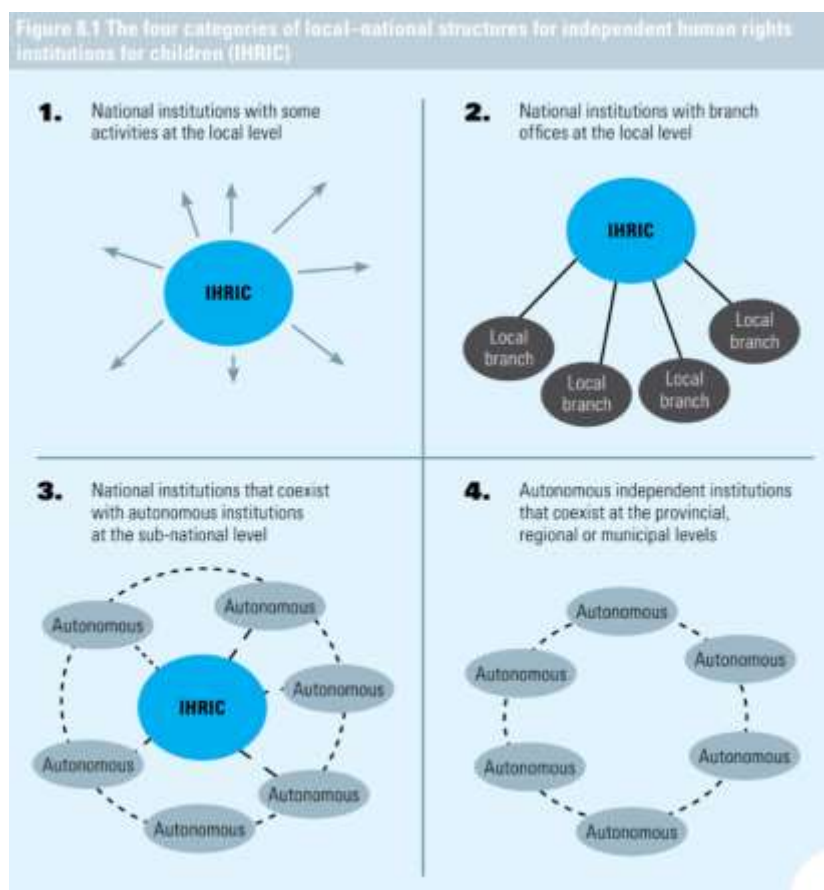 Figure 8.1 The four categories of local–national structures for independent human rights
institutions for children (IHRIC)
1. National institutions with some
activities at the local level
IHRIC
2. National institutions with branch
offices at the local level
IHRIC
Local
branch
Local
branch
Local
branch
Local
branch
3. National institutions that coexist
with autonomous institutions
at the sub-national level
Autonomous
Autonomous
Autonomous
IHRIC
Autonomous
Autonomous
Autonomous
4. Autonomous independent institutions
that coexist at the provincial,
regional or municipal levels
Autonomous
Autonomous
Autonomous
Autonomous
Autonomous
Autonomous